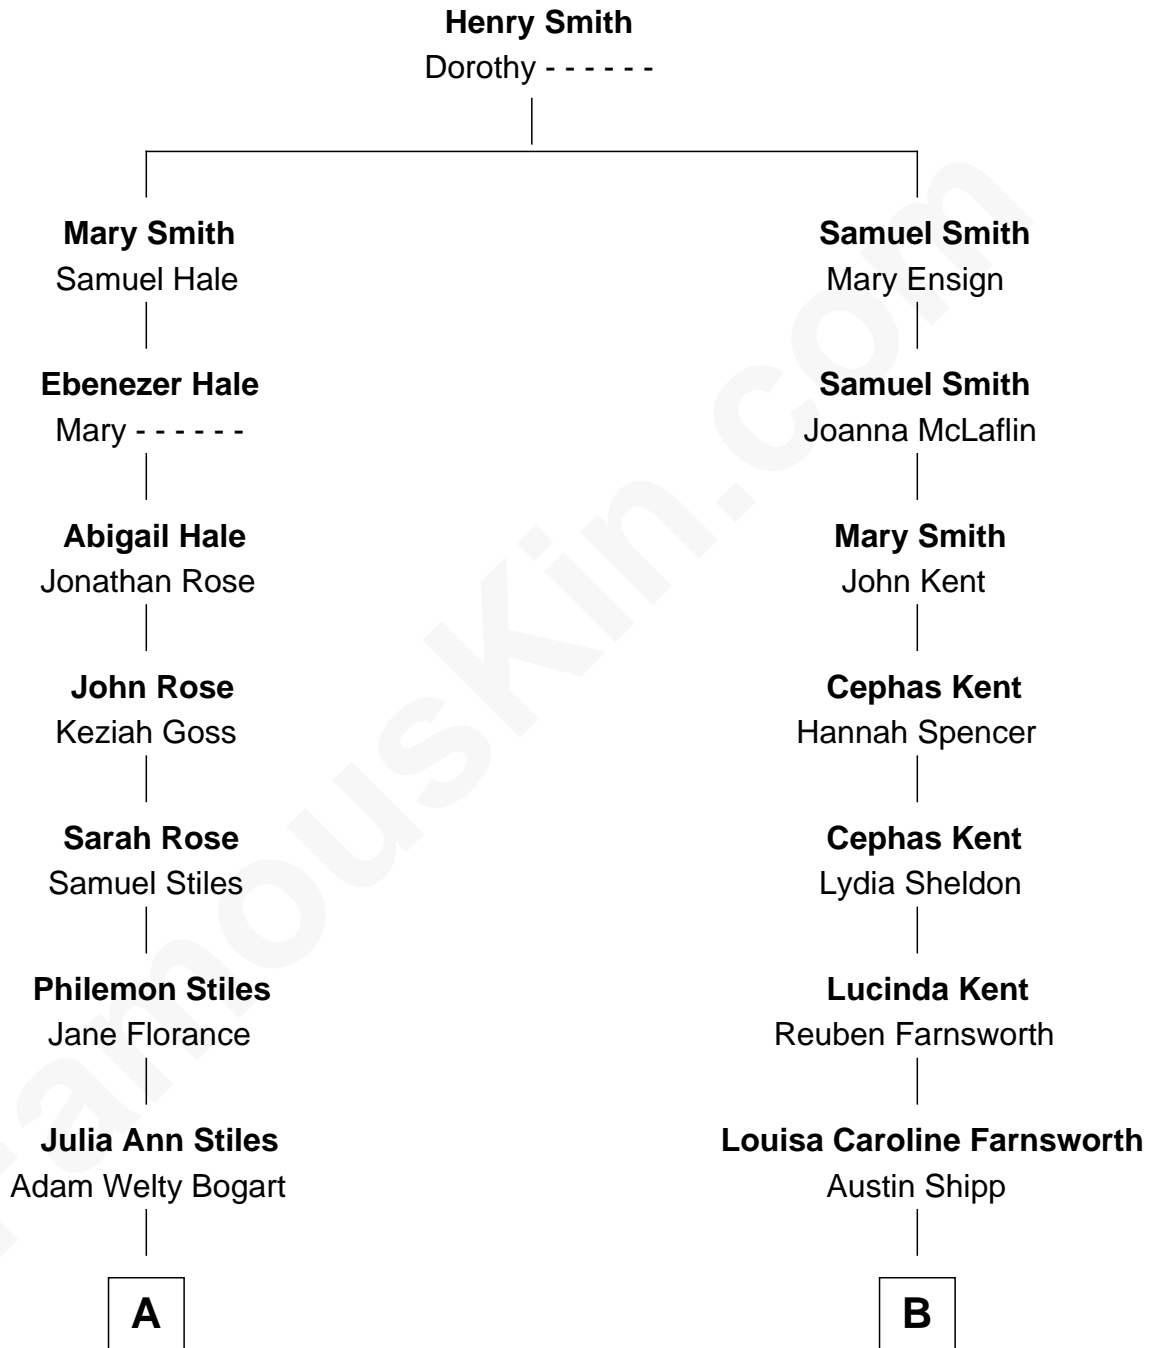 Henry Smith
Dorothy - - - - - -
Mary Smith
Samuel Hale
Samuel Smith
Mary Ensign
Ebenezer Hale
Mary - - - - - -
Samuel Smith
Joanna McLaflin
Abigail Hale
Jonathan Rose
Mary Smith
John Kent
John Rose
Keziah Goss
Cephas Kent
Hannah Spencer
Sarah Rose
Samuel Stiles
Cephas Kent
Lydia Sheldon
Philemon Stiles
Jane Florance
Lucinda Kent
Reuben Farnsworth
Julia Ann Stiles
Adam Welty Bogart
Louisa Caroline Farnsworth
Austin Shipp
A
B
FamousKin.com